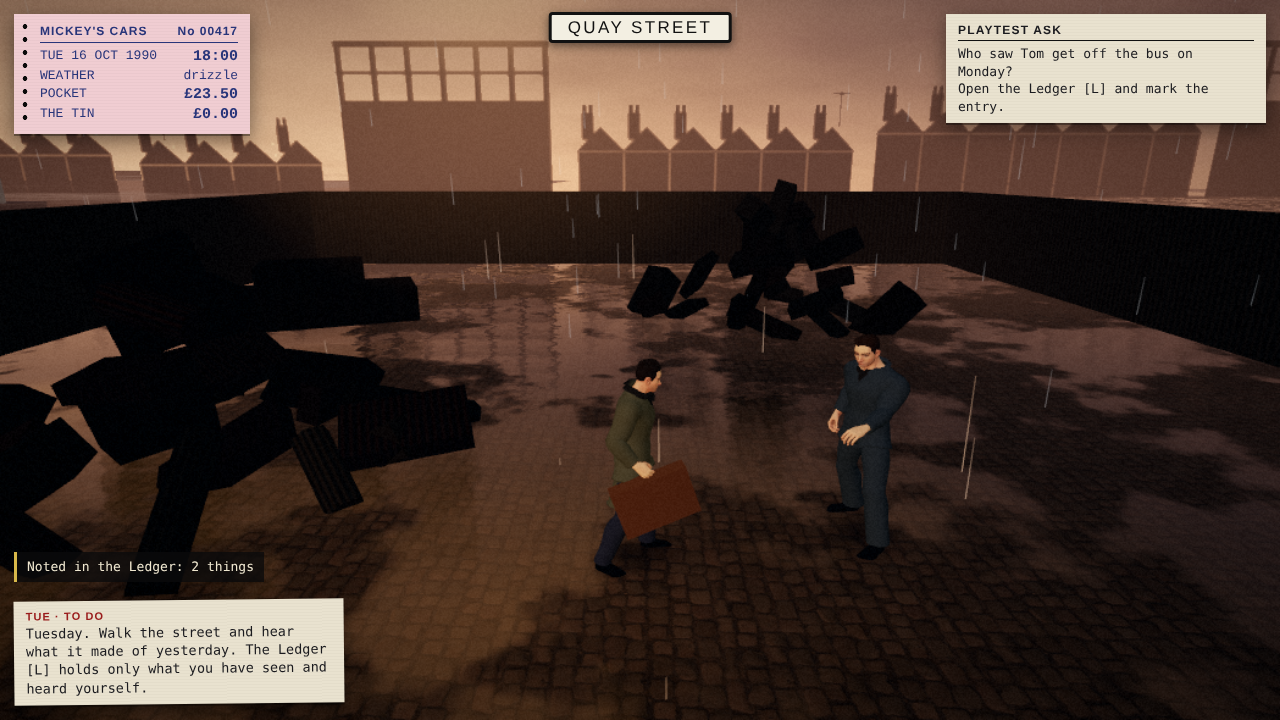 MICKEY'S CARS No 00417
TUE 16 OCT 1990 18:00
WEATHER drizzle
POCKET £23.50
THE TIN £0.00
QUAY STREET
PLAYTEST ASK
Who saw Tom get off the bus on
Monday?
Open the Ledger [L] and mark the
entry.
Noted in the Ledger: 2 things
TUE · TO DO
Tuesday. Walk the street and hear
what it made of yesterday. The Ledger
[L] holds only what you have seen and
heard yourself.